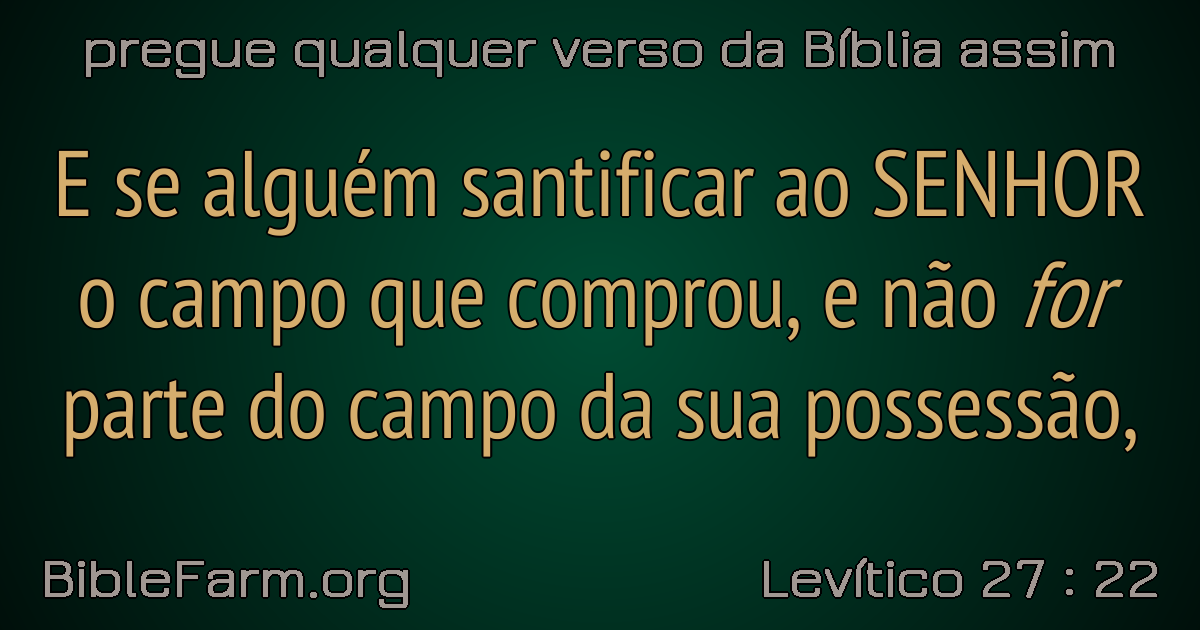 pregue qualquer verso da Bíblia assim
E se alguém santificar ao SENHOR
o campo que comprou, e não for
parte do campo da sua possessão,
BibleFarm.org
Levítico 27 : 22